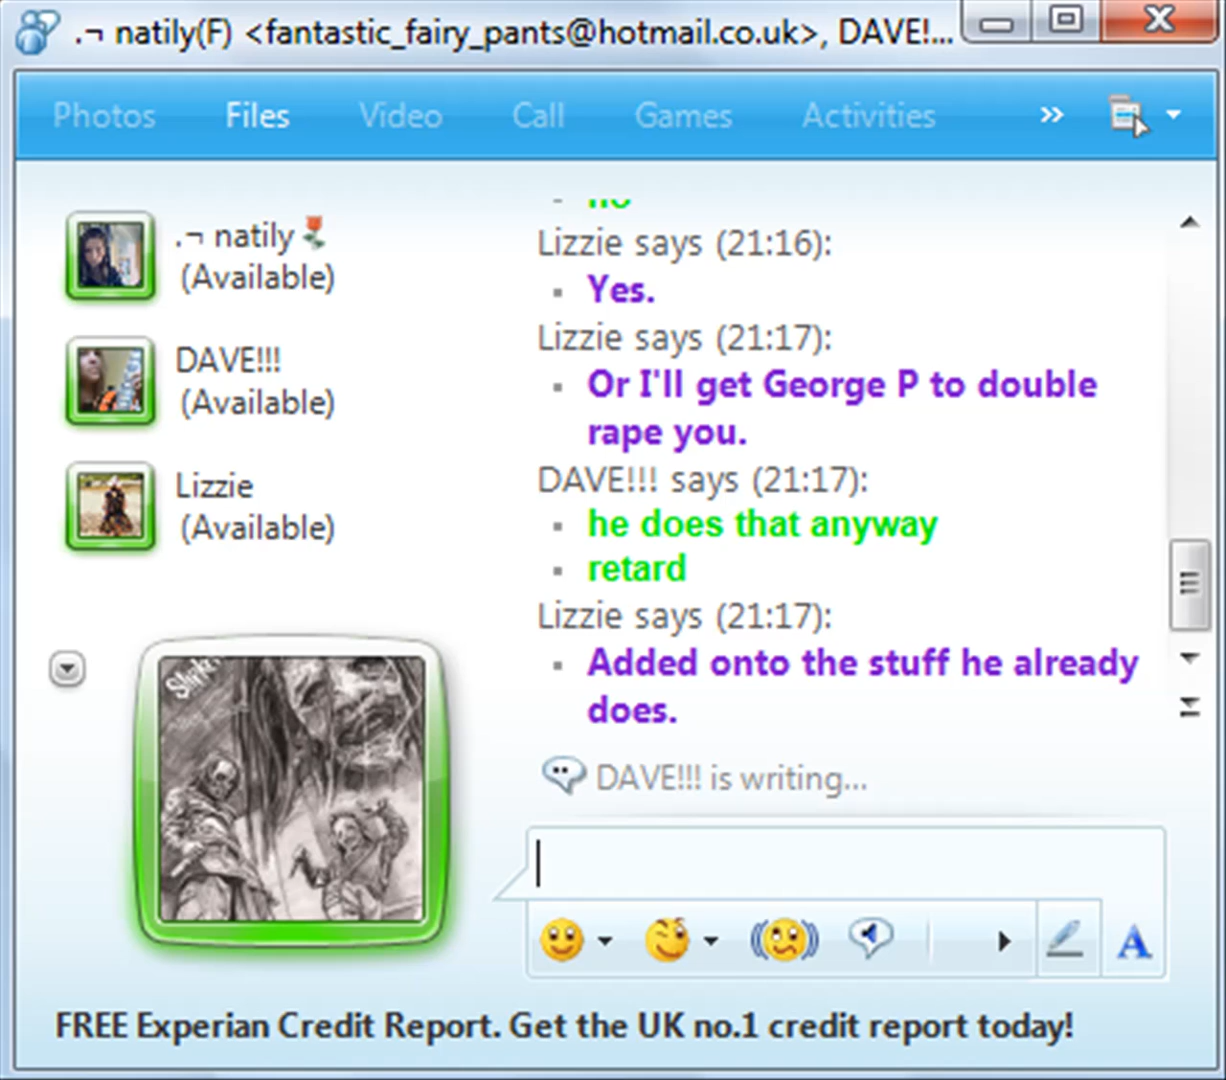 .¬ natily(F) <fantastic_fairy_pants@hotmail.co.uk>, DAVE!...
Photos Files Video Call Games Activities »
.¬ natily
(Available)
DAVE!!!
(Available)
Lizzie
(Available)
no
Lizzie says (21:16):
Yes.
Lizzie says (21:17):
Or I'll get George P to double
rape you.
DAVE!!! says (21:17):
he does that anyway
retard
Lizzie says (21:17):
Added onto the stuff he already
does.
DAVE!!! is writing...
A
FREE Experian Credit Report. Get the UK no.1 credit report today!